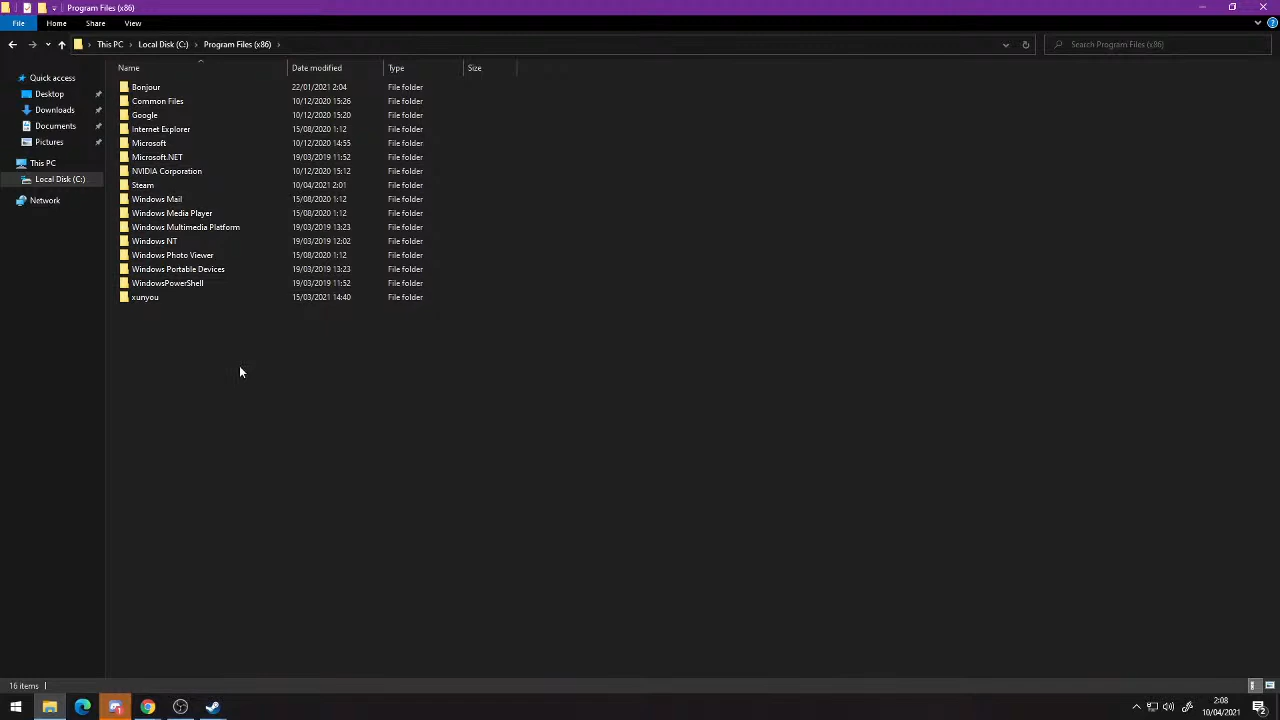 Program Files (x86)
File Home Share View
This PC Local Disk (C:) Program Files (x86) Search Program Files (x86)
Name Date modified Type Size
Quick access
Desktop
Downloads
Documents
Pictures
This PC
Local Disk (C:)
Network
Bonjour 22/01/2021 2:04 File folder
Common Files 10/12/2020 15:26 File folder
Google 10/12/2020 15:20 File folder
Internet Explorer 15/08/2020 1:12 File folder
Microsoft 10/12/2020 14:55 File folder
Microsoft.NET 19/03/2019 11:52 File folder
NVIDIA Corporation 10/12/2020 15:12 File folder
Steam 10/04/2021 2:01 File folder
Windows Mail 15/08/2020 1:12 File folder
Windows Media Player 15/08/2020 1:12 File folder
Windows Multimedia Platform 19/03/2019 13:23 File folder
Windows NT 19/03/2019 12:02 File folder
Windows Photo Viewer 15/08/2020 1:12 File folder
Windows Portable Devices 19/03/2019 13:23 File folder
WindowsPowerShell 19/03/2019 11:52 File folder
xunyou 15/03/2021 14:40 File folder
16 items
2:08
10/04/2021
2